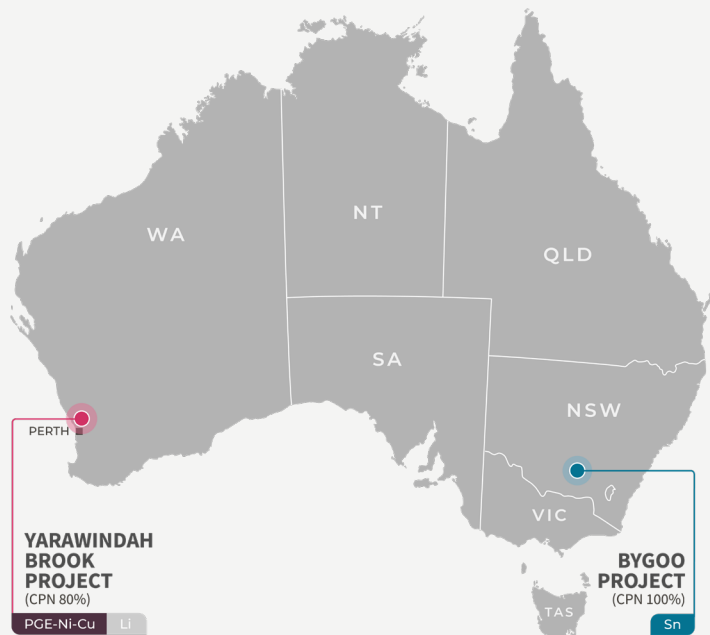 WA
NT
QLD
SA
NSW
PERTH
VIC
YARAWINDAH
BROOK
PROJECT
(CPN 80%)
PGE-Ni-Cu Li
BYGOO
PROJECT
(CPN 100%)
Sn
TAS